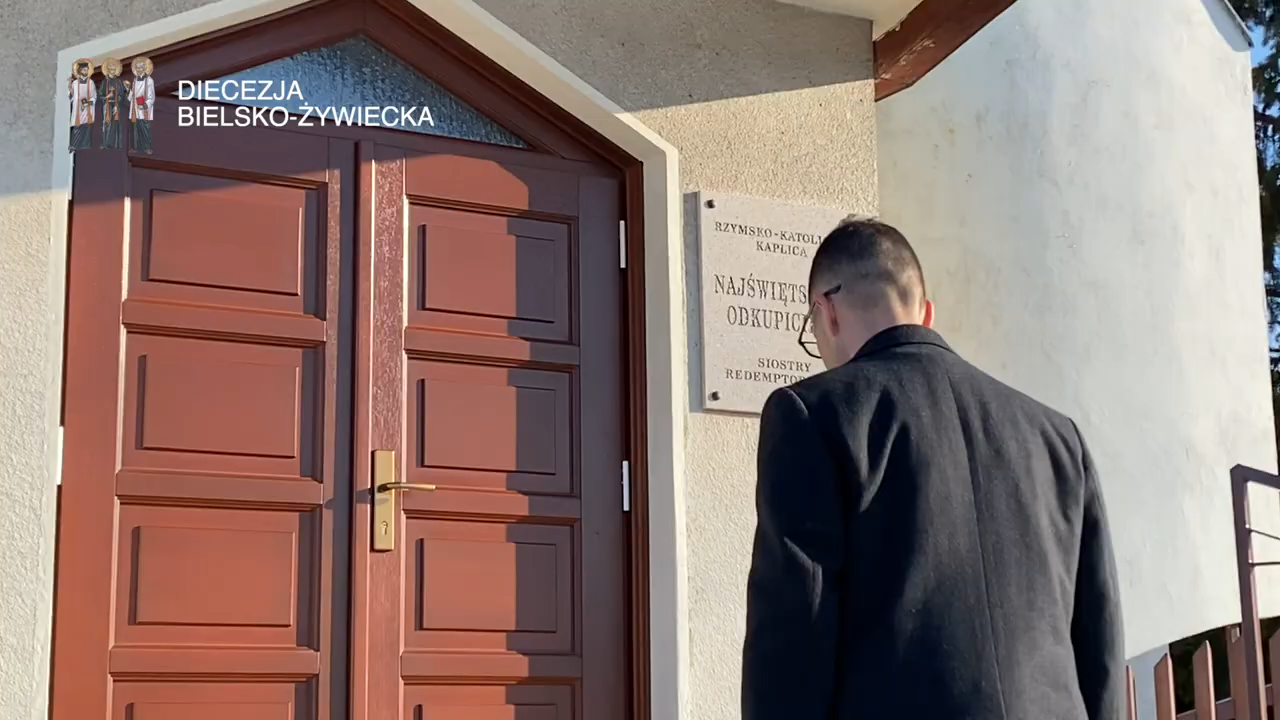 DIECEZJA
BIELSKO-ŻYWIECKA
RZYMSKO-KATOLI
KAPLICA
NAJŚWIĘTS
ODKUPICI
SIOSTRY
REDEMPTO